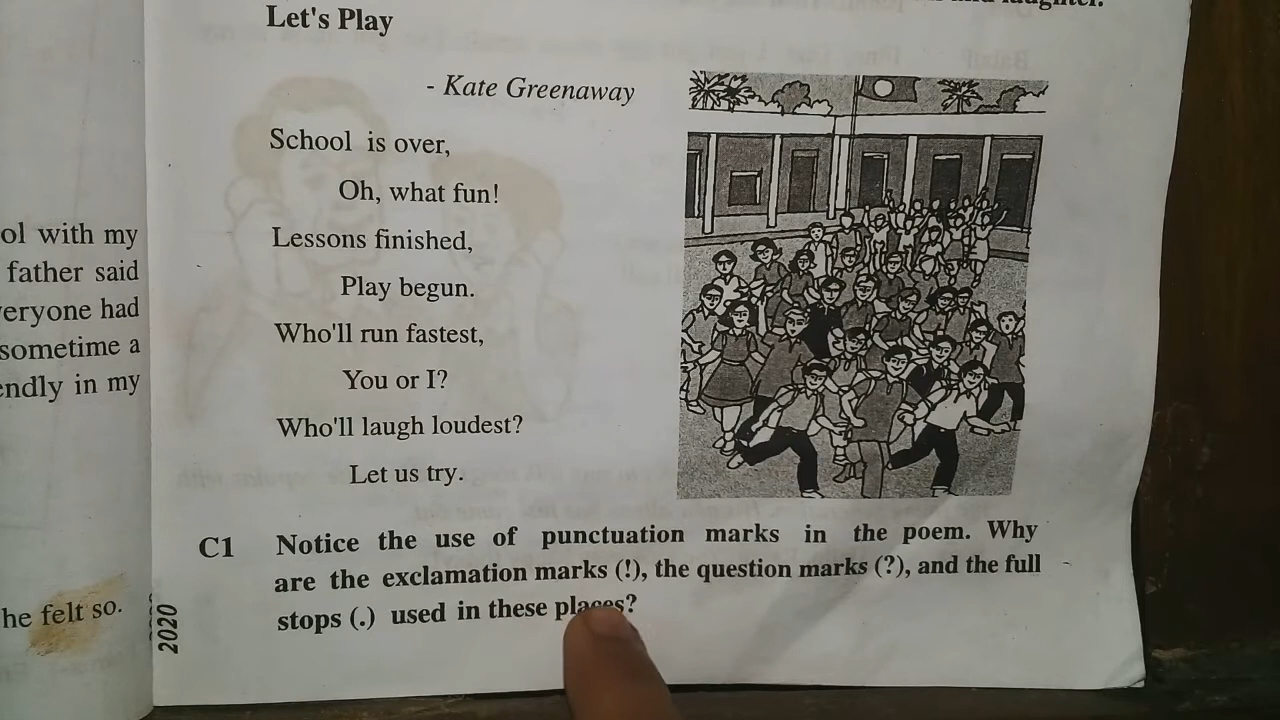 Let's Play
- Kate Greenaway
School is over,
Oh, what fun!
Lessons finished,
Play begun.
Who'll run fastest,
You or I?
Who'll laugh loudest?
Let us try.
C1 Notice the use of punctuation marks in the poem. Why
are the exclamation marks (!), the question marks (?), and the full
stops (.) used in these places?
ol with my
father said
eryone had
sometime a
endly in my
he felt so.
2020